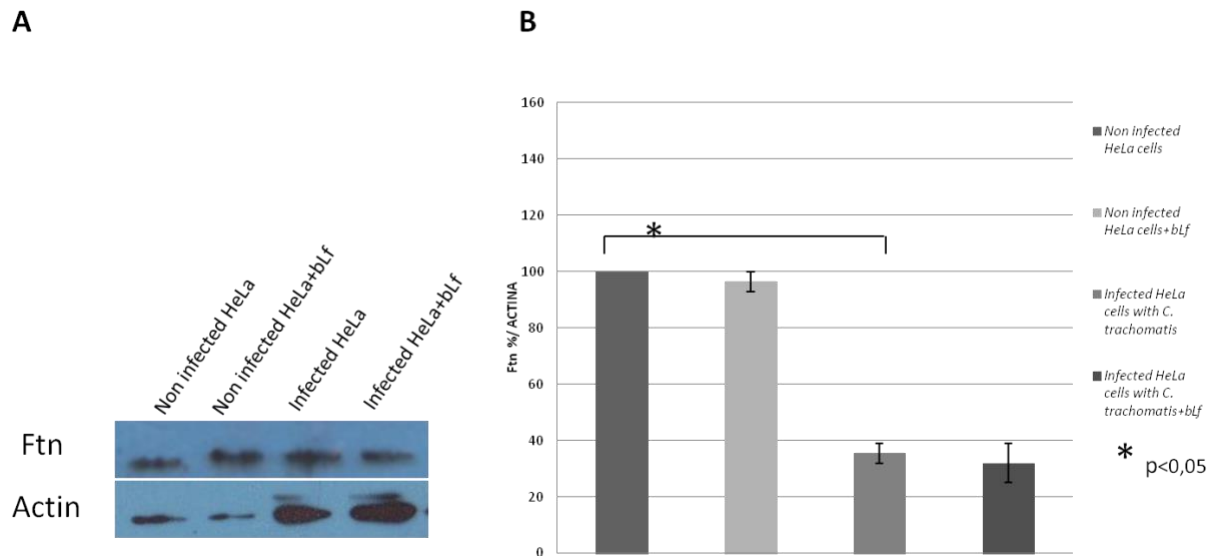 A
B
Non infected HeLa
Non infected HeLa+bLf
Infected HeLa
Infected HeLa+bLf
Ftn
Actin
Ftn %/ ACTINA
160
140
120
100
80
60
40
20
0
*
Non infected
HeLa cells
Non infected
HeLa cells+bLf
Infected HeLa
cells with C.
trachomatis
Infected HeLa
cells with C.
trachomatis+bLf
* p<0,05